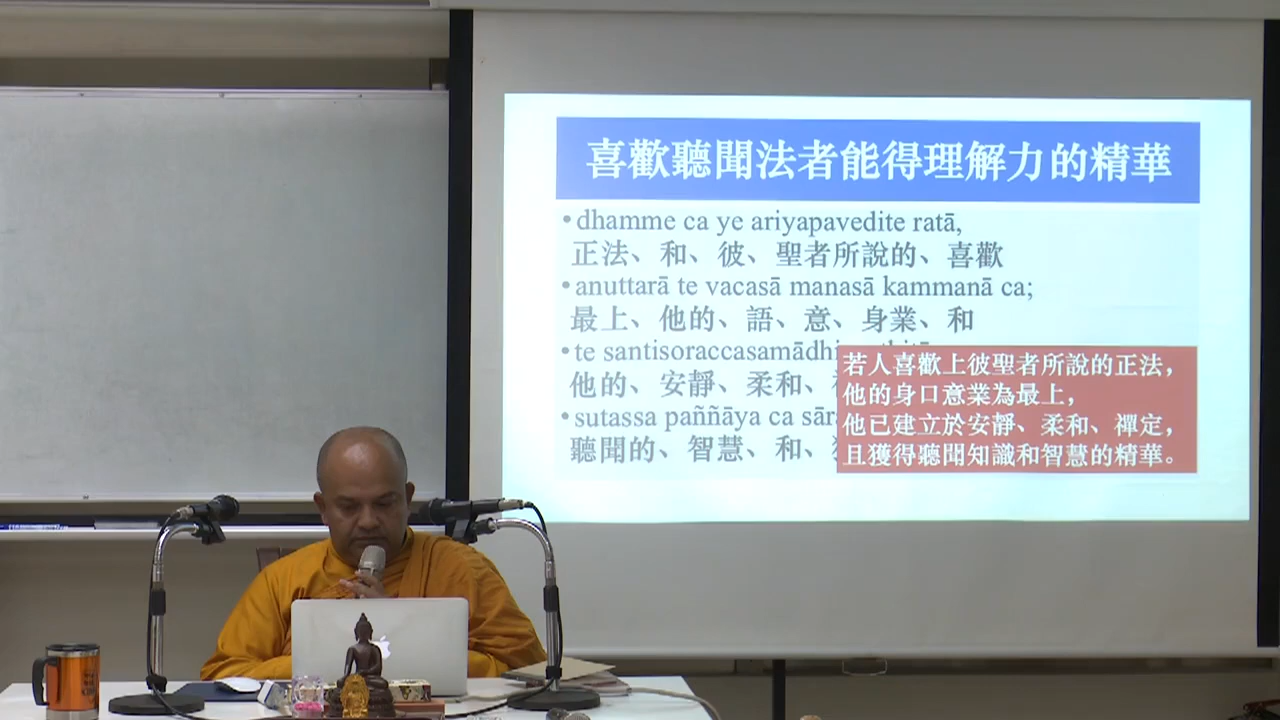 喜歡聽聞法者能得理解力的精華
•dhamme ca ye ariyapavedite ratā,
正法、和、彼、聖者所說的、喜歡
•anuttarā te vacasā manasā kammanā ca;
最上、他的、語、意、身業、和
•te santisoraccasamādhi
他的、安靜、柔和、
•sutassa paññāya ca
聽聞的、智慧、和、
若人喜歡上彼聖者所說的正法，
他的身口意業為最上，
他已建立於安靜、柔和、禪定，
且獲得聽聞知識和智慧的精華。